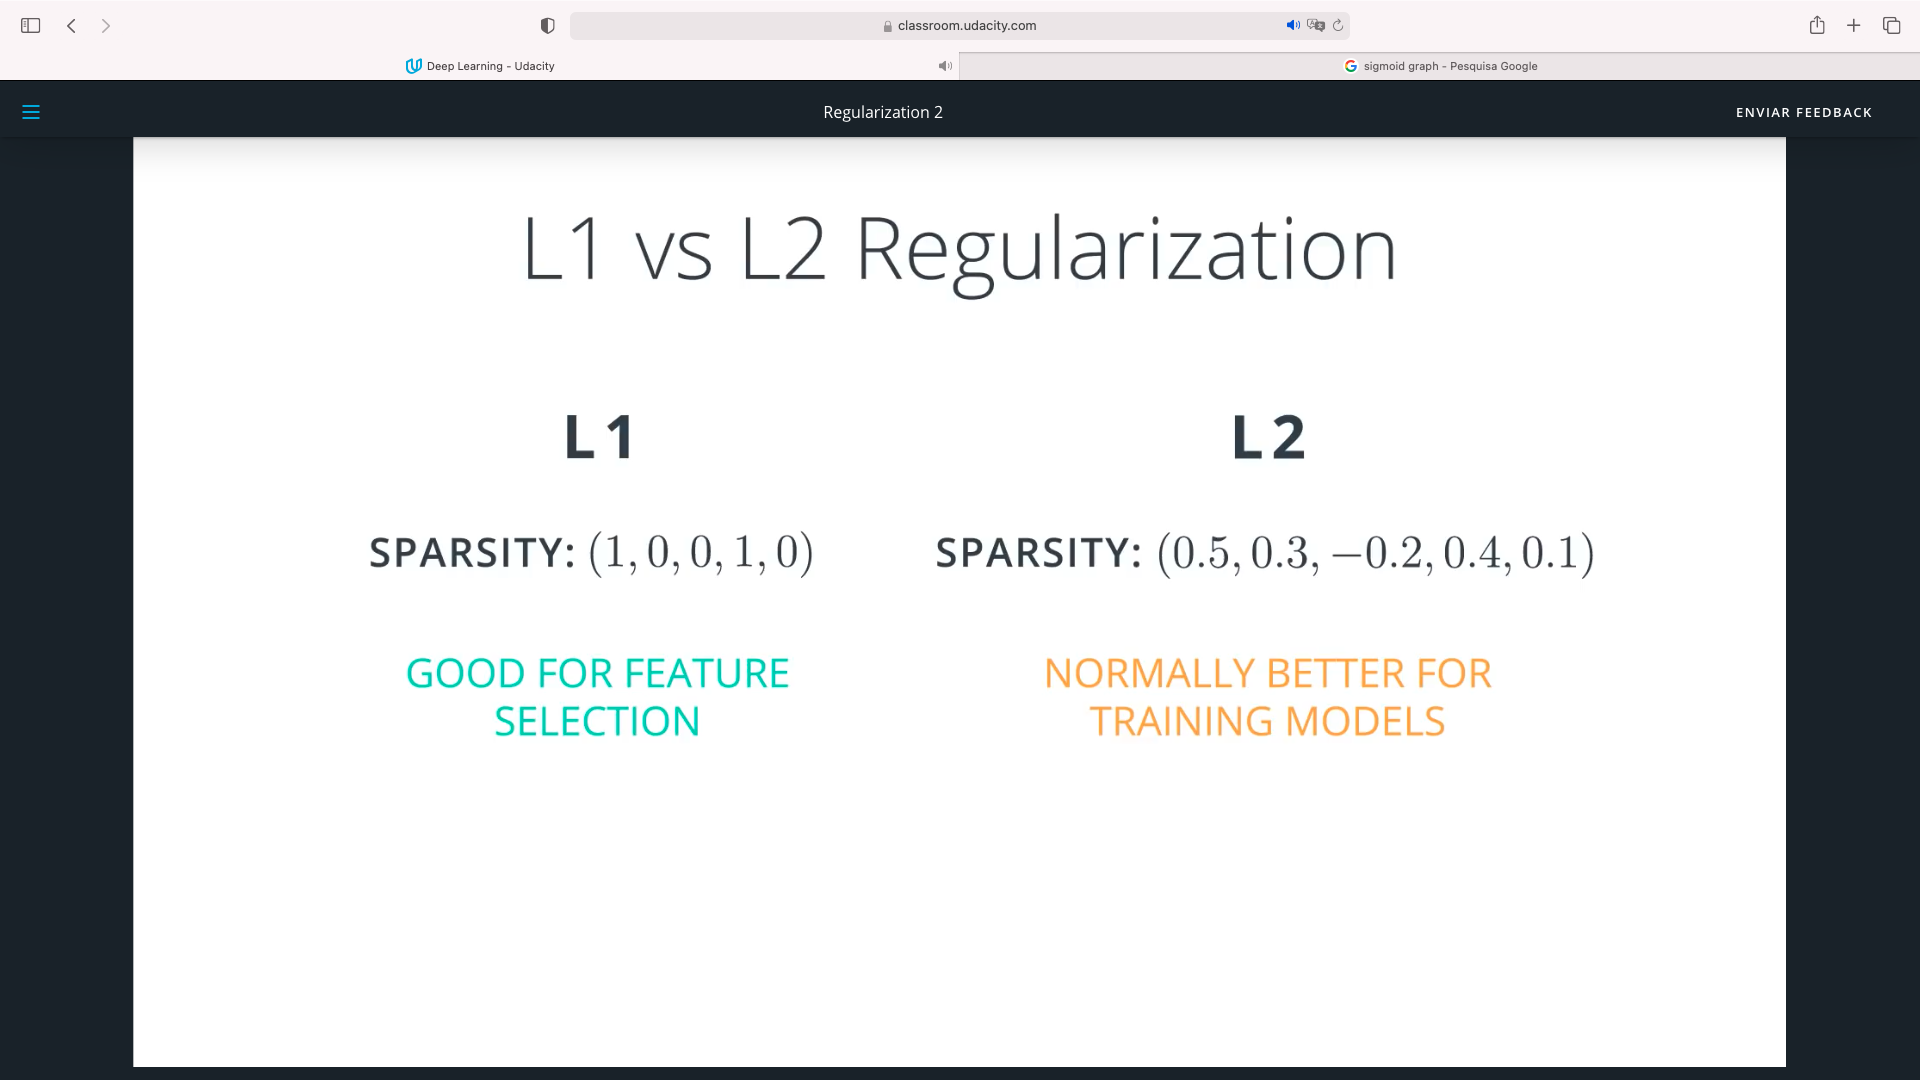 classroom.udacity.com
Deep Learning - Udacity
sigmoid graph - Pesquisa Google
Regularization 2
ENVIAR FEEDBACK
L1 vs L2 Regularization
L1
L2
SPARSITY: (1, 0, 0, 1, 0)
SPARSITY: (0.5, 0.3, −0.2, 0.4, 0.1)
GOOD FOR FEATURE
SELECTION
NORMALLY BETTER FOR
TRAINING MODELS